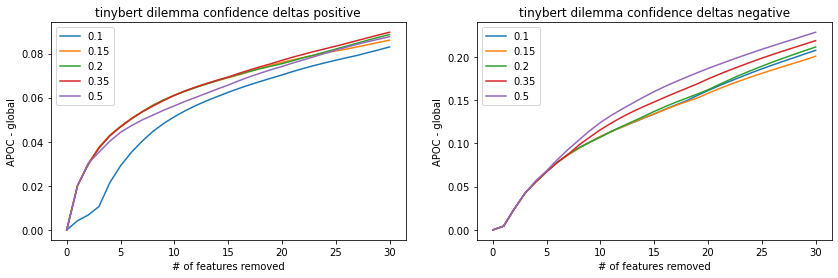 tinybert dilemma confidence deltas positive
APOC - global
0.08
0.06
0.04
0.02
0.00
0.1
0.15
0.2
0.35
0.5
0 5 10 15 20 25 30
# of features removed
tinybert dilemma confidence deltas negative
APOC - global
0.20
0.15
0.10
0.05
0.00
0.1
0.15
0.2
0.35
0.5
0 5 10 15 20 25 30
# of features removed